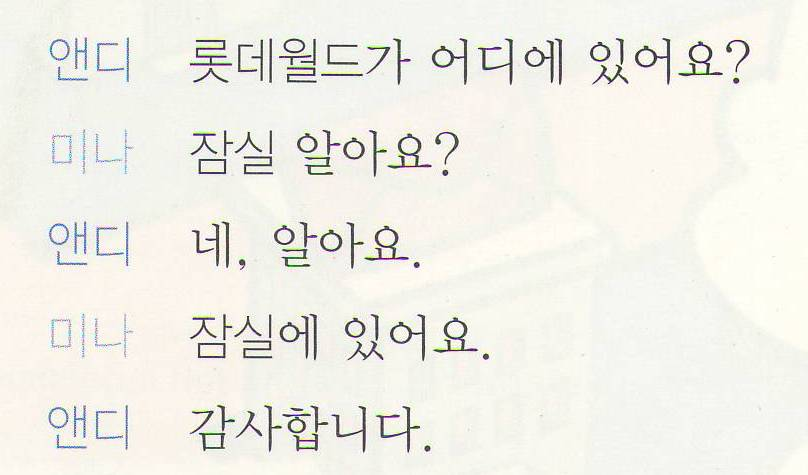 앤디 롯데월드가 어디에 있어요?
미나 잠실 알아요?
앤디 네, 알아요.
미나 잠실에 있어요.
앤디 감사합니다.